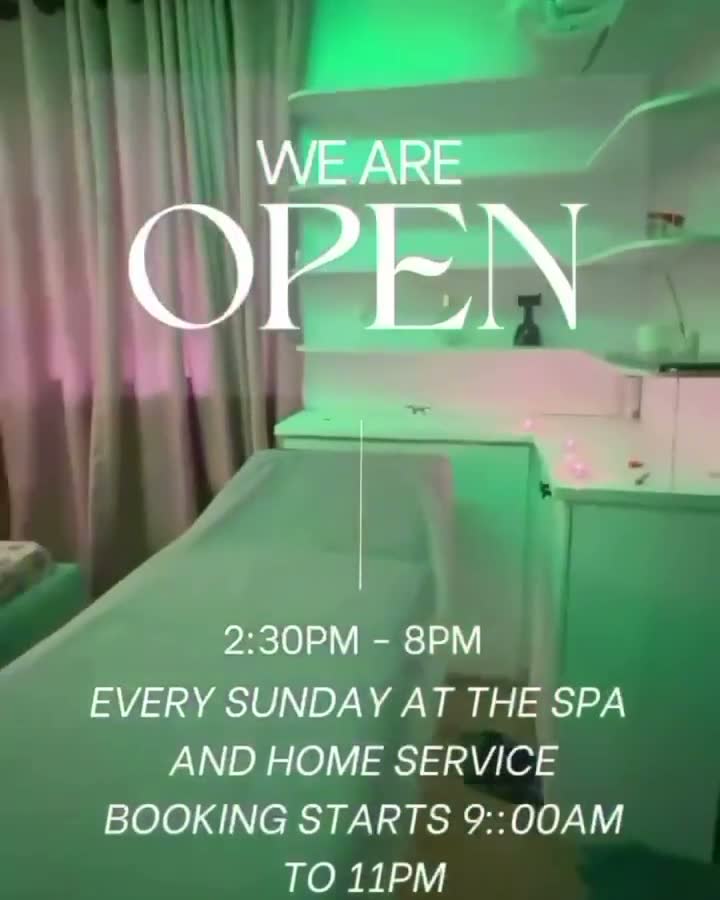 WE ARE
OPEN
2:30PM - 8PM
EVERY SUNDAY AT THE SPA
AND HOME SERVICE
BOOKING STARTS 9::00AM
TO 11PM